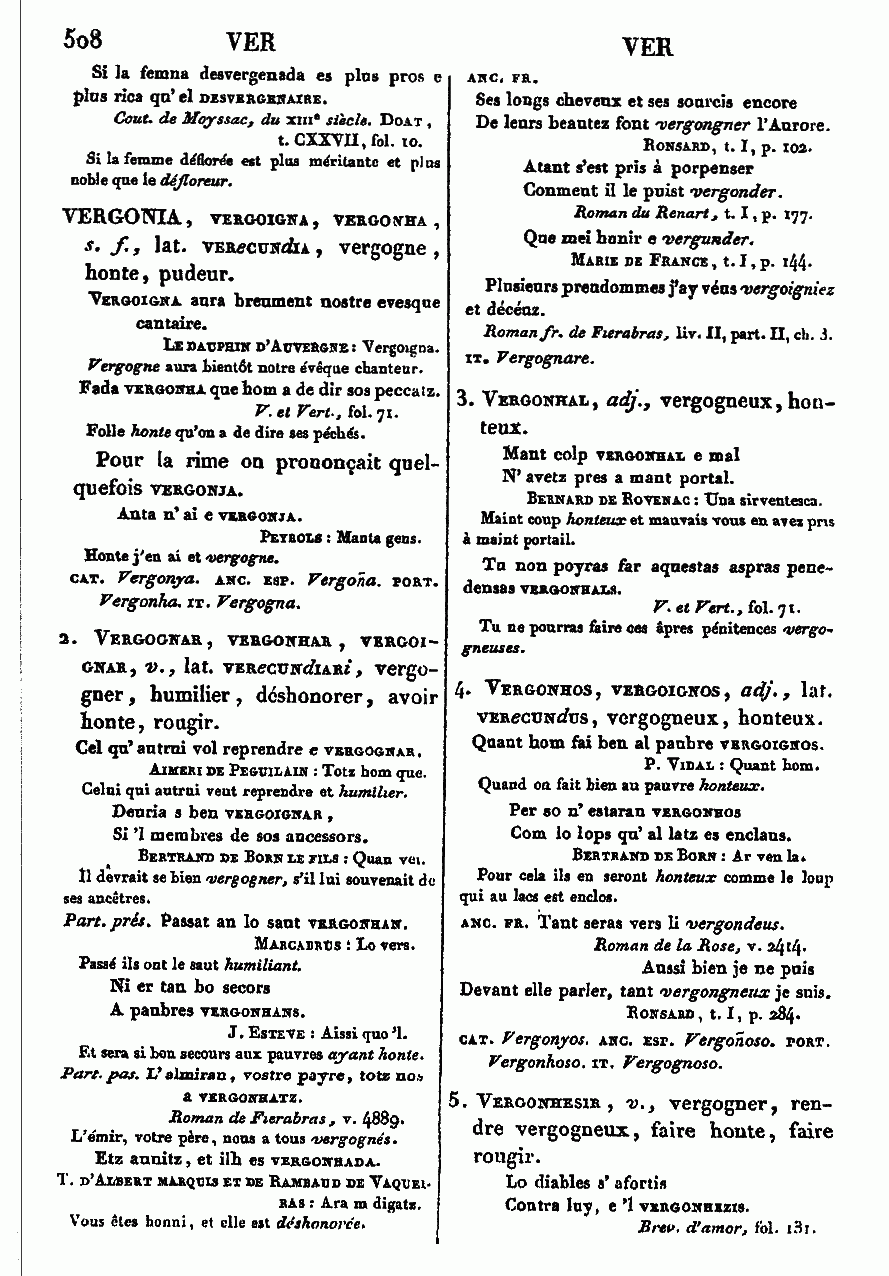 508
VER
VER
Si la femna desvergenada es plus pros e
plus rica qu' el DESVERGENAIRE.
Cout. de Moyssac, du XIIIe siècle. DOAT,
t. CXXVII, fol. 10.
Si la femme déflorée est plus méritante et plus
noble que le défloreur.
VERGONIA, VERGOIGNA, VERGONHA,
s. f., lat. VERecUNdIA, vergogne,
honte, pudeur.
VERGOIGNA aura breument nostre evesque
cantaire.
LE DAUPHIN D'AUVERGNE : Vergoigna.
Vergogne aura bientôt notre évêque chanteur.
Fada VERGONHA que hom a de dir sos peccatz.
V. et Vert., fol. 71.
Folle honte qu'on a de dire ses péchés.
Pour la rime on prononçait quel-
quefois VERGONJA.
Anta n' ai e VERGONJA.
PEYROLS : Manta gens.
Honte j'en ai et vergogne.
CAT. Vergonya. ANC. ESP. Vergoña. PORT.
Vergonha. IT. Vergogna.
2. VERGOGNAR, VERGONHAR, VERGOI-
GNAR, v., lat. VERecUNdIARi, vergo-
gner, humilier, déshonorer, avoir
honte, rougir.
Cel qu' autrui vol reprendre e VERGOGNAR.
AIMERI DE PEGUILAIN : Totz hom que.
Celui qui autrui veut reprendre et humilier.
Deuria s ben VERGOIGNAR,
Si 'l membres de sos ancessors.
BERTRAND DE BORN LE FILS : Quan vei.
Il devrait se bien vergogner, s'il lui souvenait de
ses ancêtres.
Part. prés. Passat an lo saut VERGONHAN.
MARCABRUS : Lo vers.
Passé ils ont le saut humiliant.
Ni er tan bo secors
A paubres VERGONHANS.
J. ESTEVE : Aissi quo 'l.
Et sera si bon secours aux pauvres ayant honte.
Part. pas. L' almiran, vostre payre, totz nos
a VERGONHATZ.
Roman de Fierabras, v. 4889.
L'émir, votre père, nous a tous vergognés.
Etz aunitz, et ilh es VERGONHADA.
T. D'ALBERT MARQUIS ET DE RAMBAUD DE VAQUEI-
RAS : Ara m digatz.
Vous êtes honni, et elle est déshonorée.
ANC. FR.
Ses longs cheveux et ses sourcis encore
De leurs beautez font vergongner l'Aurore.
RONSARD, t. I, p. 102.
Atant s'est pris à porpenser
Conment il le puist vergonder.
Roman du Renart, t. I, p. 177.
Que mei hunir e vergunder.
MARIE DE FRANCE, t. I, p. 144.
Plusieurs preudommes j'ay véus vergoigniez
et décéuz.
Roman fr. de Fierabras, liv. II, part. II, ch. 3.
IT. Vergognare.
3. VERGONHAL, adj., vergogneux, hon-
teux.
Mant colp VERGONHAL e mal
N' avetz pres a mant portal.
BERNARD DE ROVENAC : Una sirventesca.
Maint coup honteux et mauvais vous en avez pris
à maint portail.
Tu non poyras far aquestas aspras pene-
densas VERGONHALS.
V. et Vert., fol. 71.
Tu ne pourras faire ces âpres pénitences vergo-
gneuses.
4. VERGONHOS, VERGOIGNOS, adj., lat.
VERecUNdUS, vergogneux, honteux.
Quant hom fai ben al paubre VERGOIGNOS.
P. VIDAL : Quant hom.
Quand on fait bien au pauvre honteux.
Per so n' estaran VERGONHOS
Com lo lops qu' al latz es enclaus.
BERTRAND DE BORN : Ar ven la.
Pour cela ils en seront honteux comme le loup
qui au lacs est enclos.
ANC. FR. Tant seras vers li vergondeus.
Roman de la Rose, v. 2414.
Aussi bien je ne puis
Devant elle parler, tant vergongneux je suis.
RONSARD, t. I, p. 284.
CAT. Vergonyos. ANC. ESP. Vergoñoso. PORT.
Vergonhoso. IT. Vergognoso.
5. VERGONHESIR, v., vergogner, ren-
dre vergogneux, faire honte, faire
rougir.
Lo diables s' afortis
Contra luy, e 'l VERGONHEZIS.
Brev. d'amor, fol. 131.